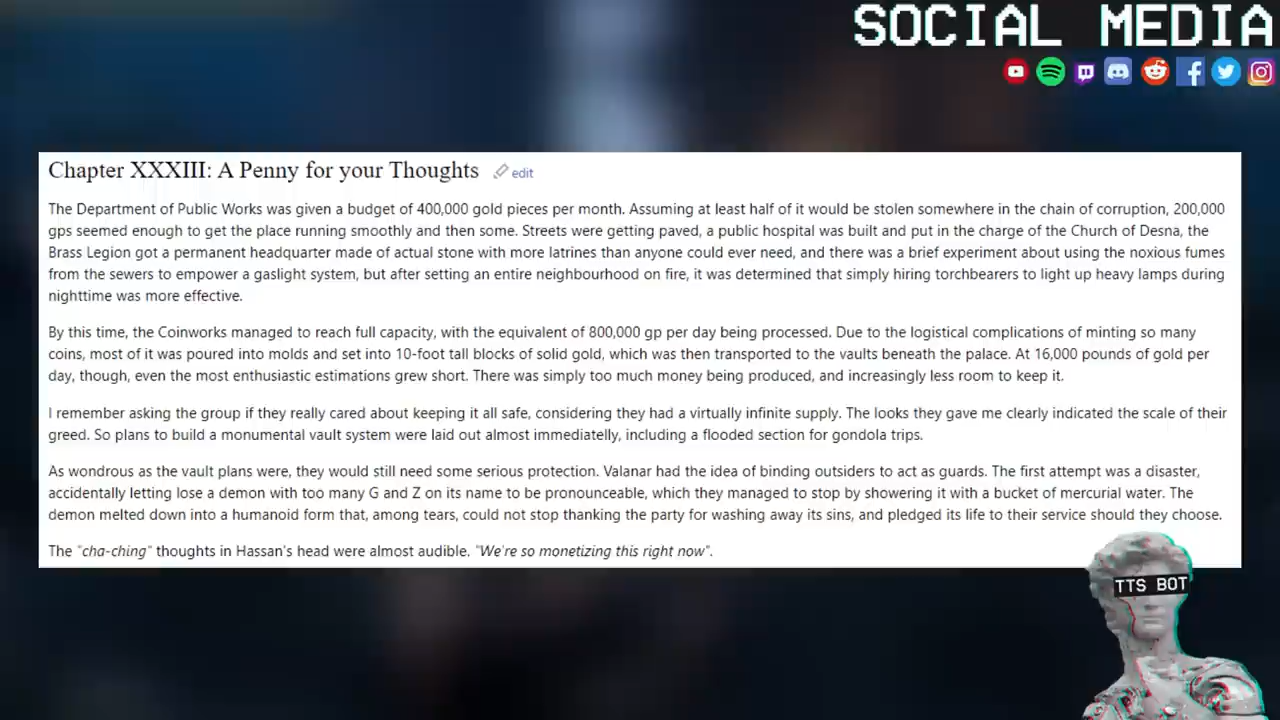 SOCIAL MEDIA
Chapter XXXIII: A Penny for your Thoughts edit
The Department of Public Works was given a budget of 400,000 gold pieces per month. Assuming at least half of it would be stolen somewhere in the chain of corruption, 200,000
gps seemed enough to get the place running smoothly and then some. Streets were getting paved, a public hospital was built and put in the charge of the Church of Desna, the
Brass Legion got a permanent headquarter made of actual stone with more latrines than anyone could ever need, and there was a brief experiment about using the noxious fumes
from the sewers to empower a gaslight system, but after setting an entire neighbourhood on fire, it was determined that simply hiring torchbearers to light up heavy lamps during
nighttime was more effective.
By this time, the Coinworks managed to reach full capacity, with the equivalent of 800,000 gp per day being processed. Due to the logistical complications of minting so many
coins, most of it was poured into molds and set into 10-foot tall blocks of solid gold, which was then transported to the vaults beneath the palace. At 16,000 pounds of gold per
day, though, even the most enthusiastic estimations grew short. There was simply too much money being produced, and increasingly less room to keep it.
I remember asking the group if they really cared about keeping it all safe, considering they had a virtually infinite supply. The looks they gave me clearly indicated the scale of their
greed. So plans to build a monumental vault system were laid out almost immediatelly, including a flooded section for gondola trips.
As wondrous as the vault plans were, they would still need some serious protection. Valanar had the idea of binding outsiders to act as guards. The first attempt was a disaster,
accidentally letting lose a demon with too many G and Z on its name to be pronounceable, which they managed to stop by showering it with a bucket of mercurial water. The
demon melted down into a humanoid form that, among tears, could not stop thanking the party for washing away its sins, and pledged its life to their service should they choose.
The "cha-ching" thoughts in Hassan's head were almost audible. "We're so monetizing this right now".
TTS BOT